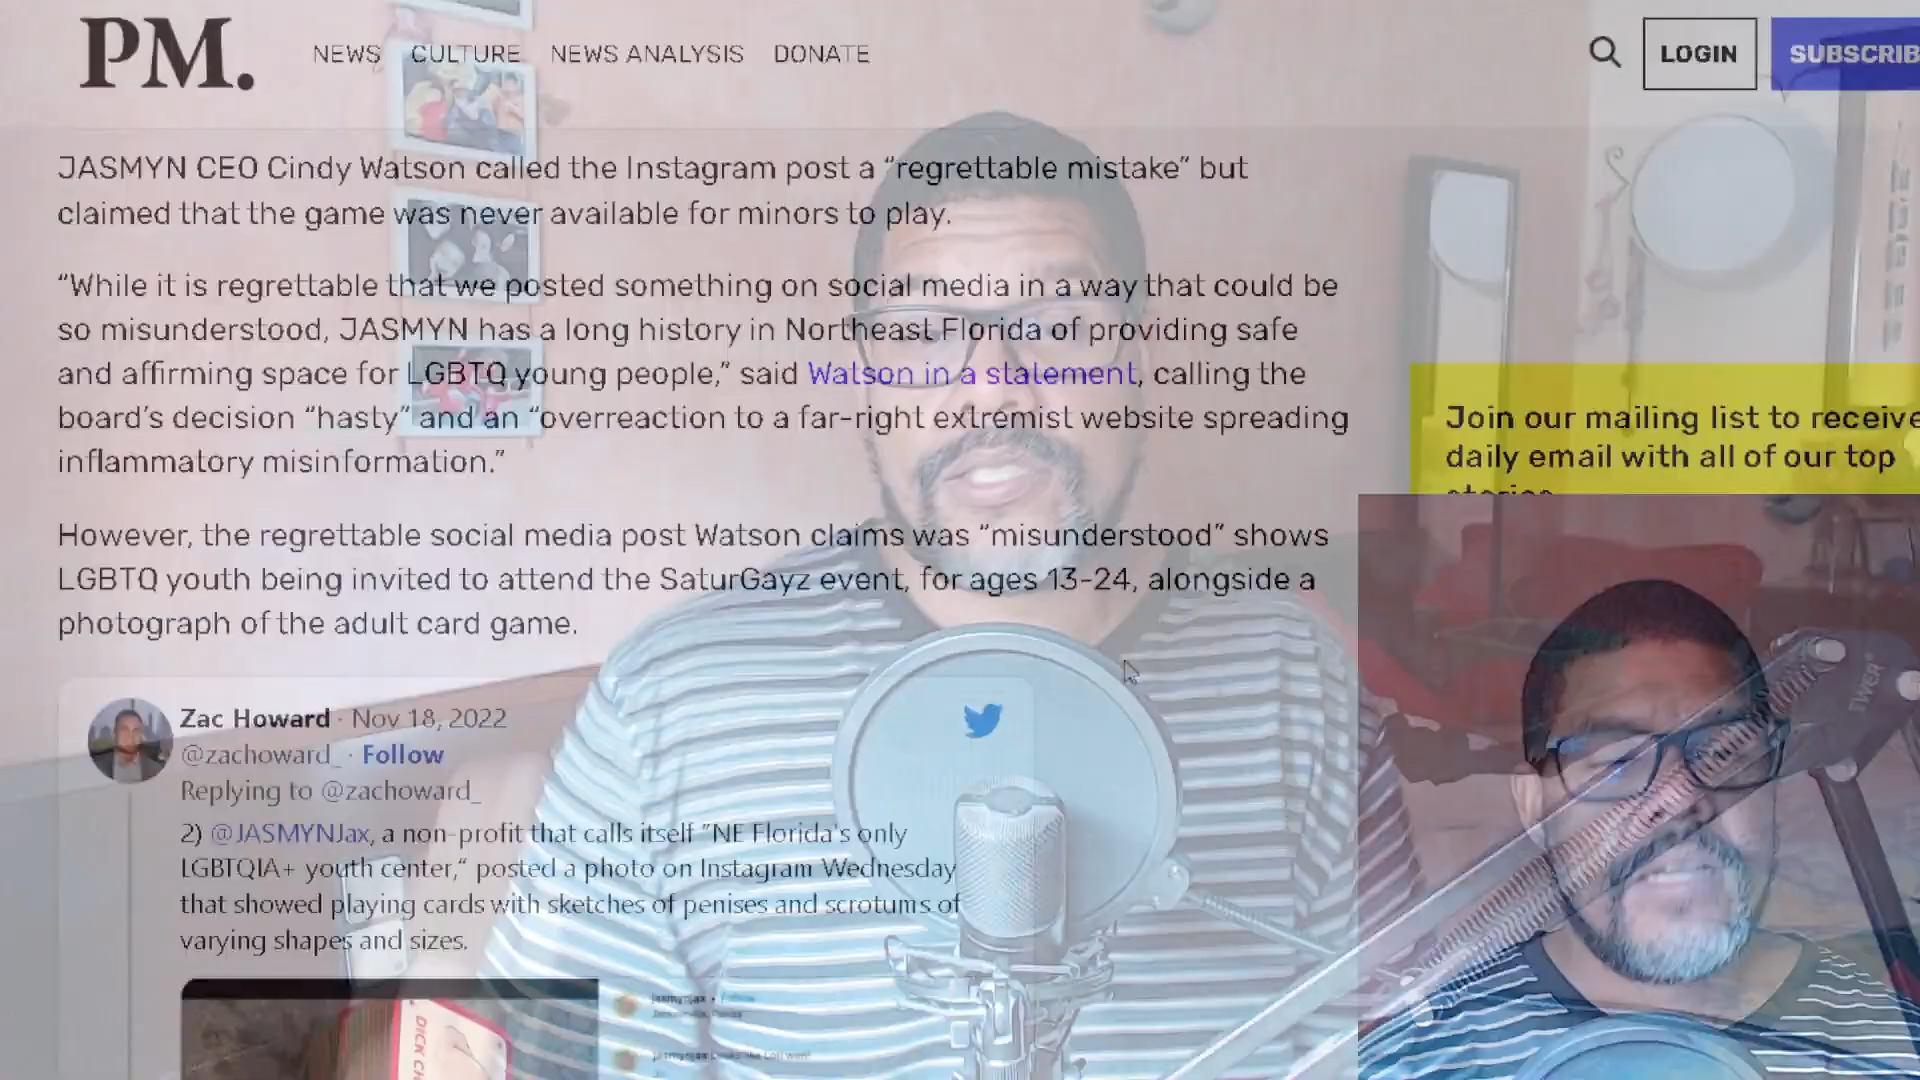 PM.
NEWS CULTURE NEWS ANALYSIS DONATE
LOGIN
SUBSCRIB
JASMYN CEO Cindy Watson called the Instagram post a “regrettable mistake” but
claimed that the game was never available for minors to play.
“While it is regrettable that we posted something on social media in a way that could be
so misunderstood, JASMYN has a long history in Northeast Florida of providing safe
and affirming space for LGBTQ young people,” said Watson in a statement, calling the
board’s decision “hasty” and an “overreaction to a far-right extremist website spreading
inflammatory misinformation.”
However, the regrettable social media post Watson claims was “misunderstood” shows
LGBTQ youth being invited to attend the SaturGayz event, for ages 13-24, alongside a
photograph of the adult card game.
Zac Howard · Nov 18, 2022
@zachoward_ · Follow
Replying to @zachoward_
2) @JASMYNJax, a non-profit that calls itself "NE Florida's only
LGBTQIA+ youth center,“ posted a photo on Instagram Wednesday
that showed playing cards with sketches of penises and scrotums of
varying shapes and sizes.
DICK CH
Join our mailing list to receive
daily email with all of our top